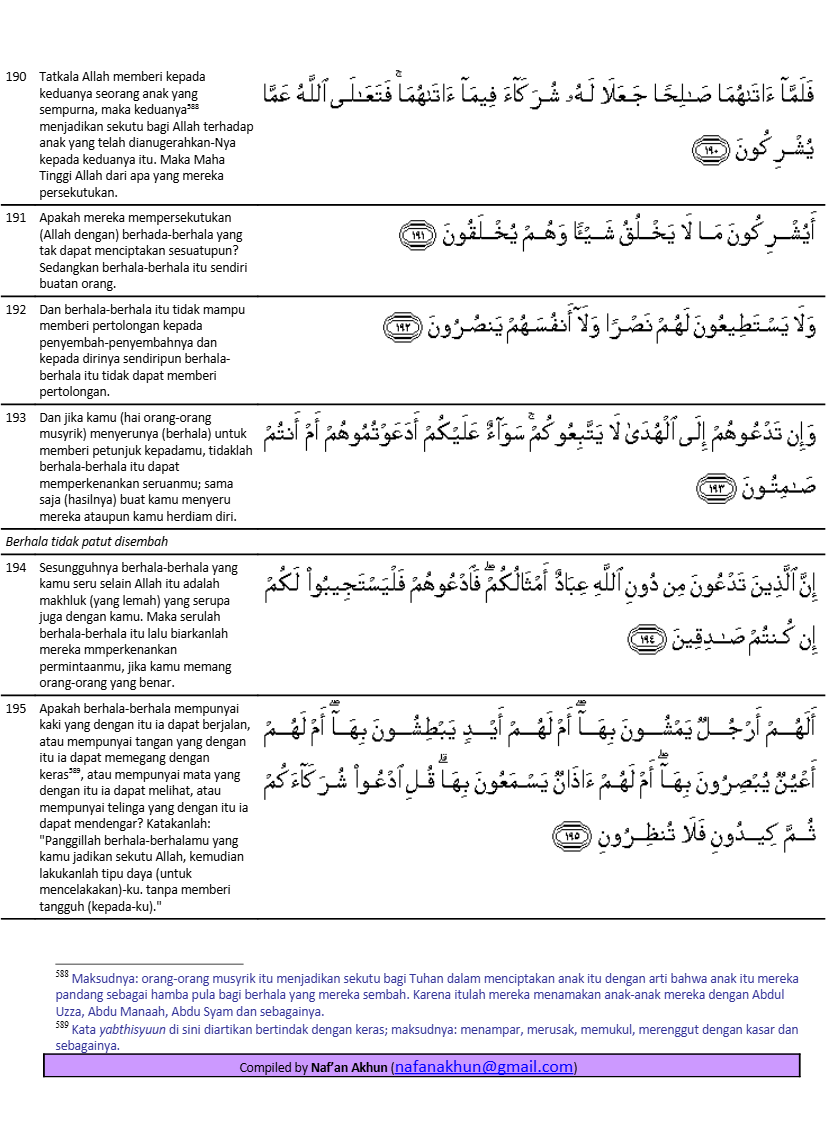 190 Tatkala Allah memberi kepada
keduanya seorang anak yang
sempurna, maka keduanya⁵⁸⁸
menjadikan sekutu bagi Allah terhadap
anak yang telah dianugerahkan-Nya
kepada keduanya itu. Maka Maha
Tinggi Allah dari apa yang mereka
persekutukan.
فَلَمَّآ ءَاتَىٰهُمَا صَـٰلِحًا جَعَلَا لَهُۥ شُرَكَآءَ فِيمَآ ءَاتَىٰهُمَا ۚ فَتَعَـٰلَى ٱللَّهُ عَمَّا
يُشْرِكُونَ ﴿١٩٠﴾
191 Apakah mereka mempersekutukan
(Allah dengan) berhada-berhala yang
tak dapat menciptakan sesuatupun?
Sedangkan berhala-berhala itu sendiri
buatan orang.
أَيُشْرِكُونَ مَا لَا يَخْلُقُ شَيْـًٔا وَهُمْ يُخْلَقُونَ ﴿١٩١﴾
192 Dan berhala-berhala itu tidak mampu
memberi pertolongan kepada
penyembah-penyembahnya dan
kepada dirinya sendiripun berhala-
berhala itu tidak dapat memberi
pertolongan.
وَلَا يَسْتَطِيعُونَ لَهُمْ نَصْرًا وَلَآ أَنفُسَهُمْ يَنصُرُونَ ﴿١٩٢﴾
193 Dan jika kamu (hai orang-orang
musyrik) menyerunya (berhala) untuk
memberi petunjuk kepadamu, tidaklah
berhala-berhala itu dapat
memperkenankan seruanmu; sama
saja (hasilnya) buat kamu menyeru
mereka ataupun kamu herdiam diri.
وَإِن تَدْعُوهُمْ إِلَى ٱلْهُدَىٰ لَا يَتَّبِعُوكُمْ ۚ سَوَآءٌ عَلَيْكُمْ أَدَعَوْتُمُوهُمْ أَمْ أَنتُمْ
صَـٰمِتُونَ ﴿١٩٣﴾
Berhala tidak patut disembah
194 Sesungguhnya berhala-berhala yang
kamu seru selain Allah itu adalah
makhluk (yang lemah) yang serupa
juga dengan kamu. Maka serulah
berhala-berhala itu lalu biarkanlah
mereka mmperkenankan
permintaanmu, jika kamu memang
orang-orang yang benar.
إِنَّ ٱلَّذِينَ تَدْعُونَ مِن دُونِ ٱللَّهِ عِبَادٌ أَمْثَالُكُمْ ۖ فَٱدْعُوهُمْ فَلْيَسْتَجِيبُوا۟ لَكُمْ
إِن كُنتُمْ صَـٰدِقِينَ ﴿١٩٤﴾
195 Apakah berhala-berhala mempunyai
kaki yang dengan itu ia dapat berjalan,
atau mempunyai tangan yang dengan
itu ia dapat memegang dengan
keras⁵⁸⁹, atau mempunyai mata yang
dengan itu ia dapat melihat, atau
mempunyai telinga yang dengan itu ia
dapat mendengar? Katakanlah:
"Panggillah berhala-berhalamu yang
kamu jadikan sekutu Allah, kemudian
lakukanlah tipu daya (untuk
mencelakakan)-ku. tanpa memberi
tangguh (kepada-ku)."
أَلَهُمْ أَرْجُلٌ يَمْشُونَ بِهَآ ۖ أَمْ لَهُمْ أَيْدٍ يَبْطِشُونَ بِهَآ ۖ أَمْ لَهُمْ
أَعْيُنٌ يُبْصِرُونَ بِهَآ ۖ أَمْ لَهُمْ ءَاذَانٌ يَسْمَعُونَ بِهَا ۗ قُلِ ٱدْعُوا۟ شُرَكَآءَكُمْ
ثُمَّ كِيدُونِ فَلَا تُنظِرُونِ ﴿١٩٥﴾
⁵⁸⁸ Maksudnya: orang-orang musyrik itu menjadikan sekutu bagi Tuhan dalam menciptakan anak itu dengan arti bahwa anak itu mereka
pandang sebagai hamba pula bagi berhala yang mereka sembah. Karena itulah mereka menamakan anak-anak mereka dengan Abdul
Uzza, Abdu Manaah, Abdu Syam dan sebagainya.
⁵⁸⁹ Kata yabthisyuun di sini diartikan bertindak dengan keras; maksudnya: menampar, merusak, memukul, merenggut dengan kasar dan
sebagainya.
Compiled by Naf'an Akhun (nafanakhun@gmail.com)